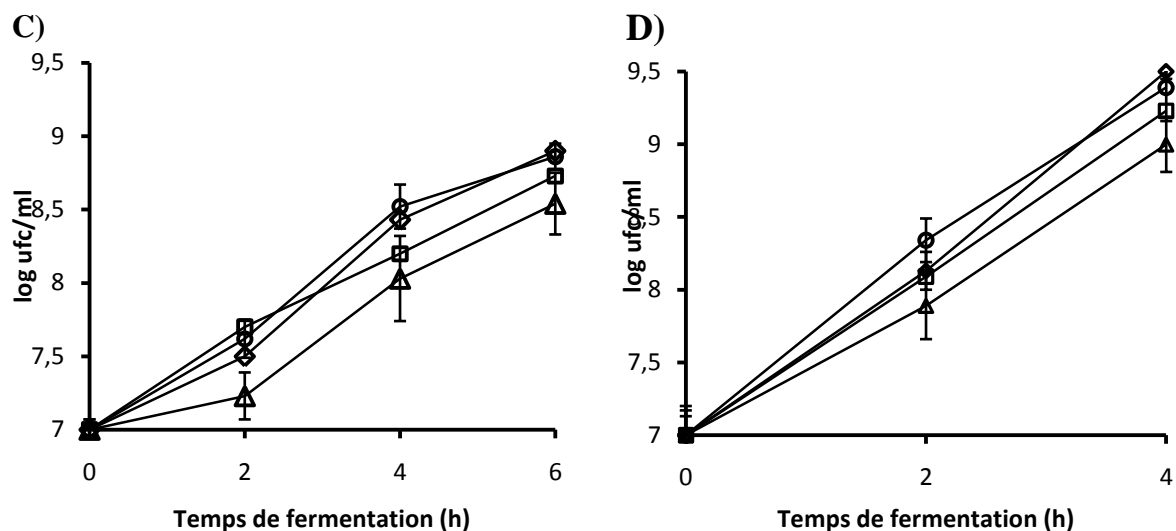 C)
9,5
9
8,5
8
7,5
7
log ufc/ml
0 2 4 6
Temps de fermentation (h)
D)
9,5
9
8,5
8
7,5
7
log ufc/ml
0 2 4
Temps de fermentation (h)